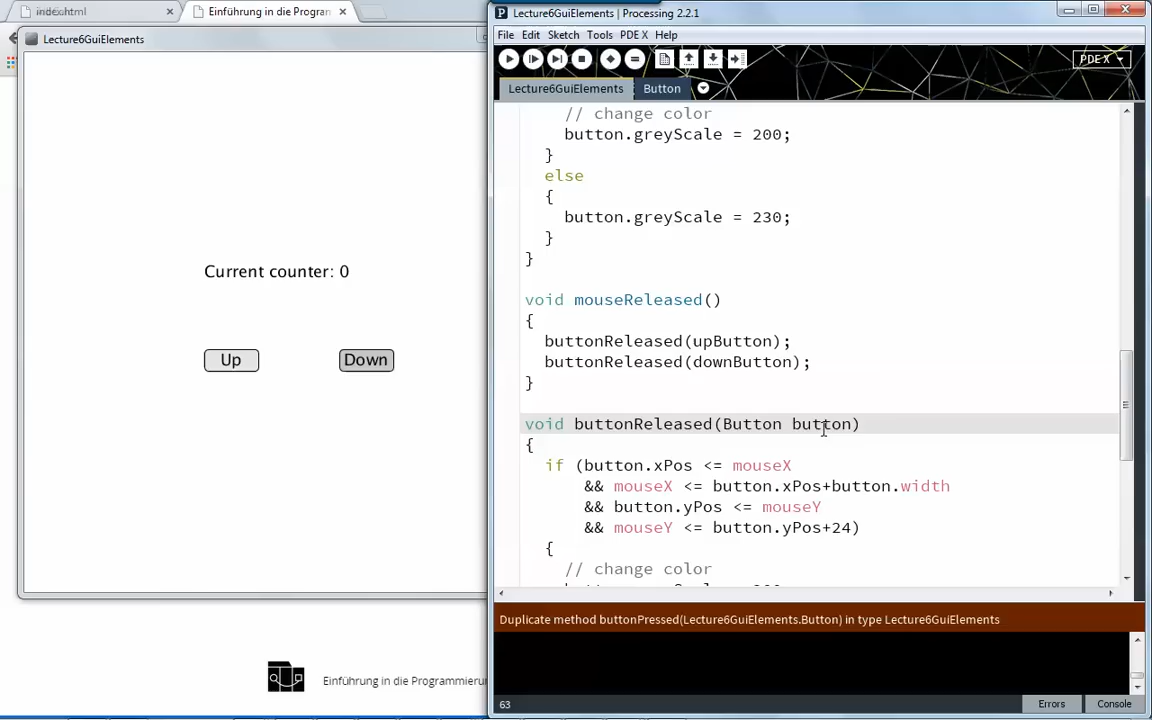 index.html
Einführung in die Progran
Lecture6GuiElements
Current counter: 0
Up
Down
Einführung in die Programmierun
Lecture6GuiElements | Processing 2.2.1
File Edit Sketch Tools PDE X Help
PDE X
Lecture6GuiElements
Button
// change color
button.greyScale = 200;
}
else
{
button.greyScale = 230;
}
}
void mouseReleased()
{
buttonReleased(upButton);
buttonReleased(downButton);
}
void buttonReleased(Button button)
{
if (button.xPos <= mouseX
&& mouseX <= button.xPos+button.width
&& button.yPos <= mouseY
&& mouseY <= button.yPos+24)
{
// change color
Duplicate method buttonPressed(Lecture6GuiElements.Button) in type Lecture6GuiElements
63
Errors
Console